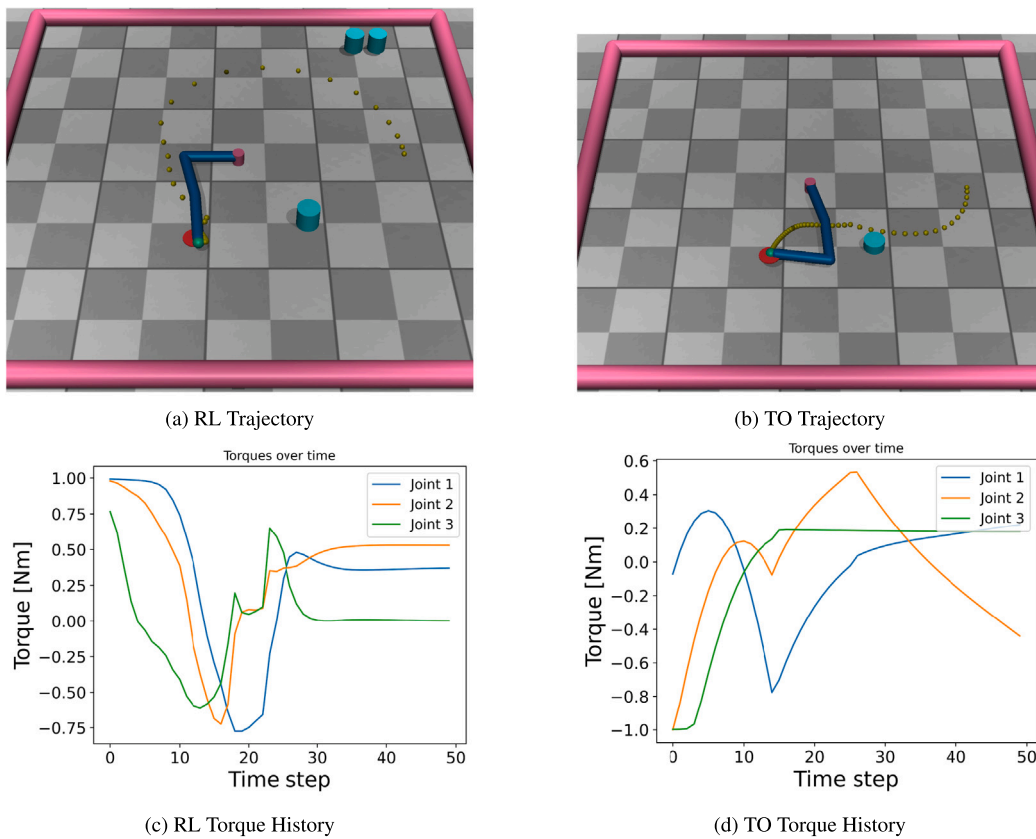 (a) RL Trajectory
(b) TO Trajectory
Torques over time
1.00
0.75
0.50
0.25
0.00
−0.25
−0.50
−0.75
Torque [Nm]
Joint 1
Joint 2
Joint 3
0
10
20
30
40
50
Time step
Torques over time
0.6
0.4
0.2
0.0
−0.2
−0.4
−0.6
−0.8
−1.0
Torque [Nm]
Joint 1
Joint 2
Joint 3
0
10
20
30
40
50
Time step
(c) RL Torque History
(d) TO Torque History